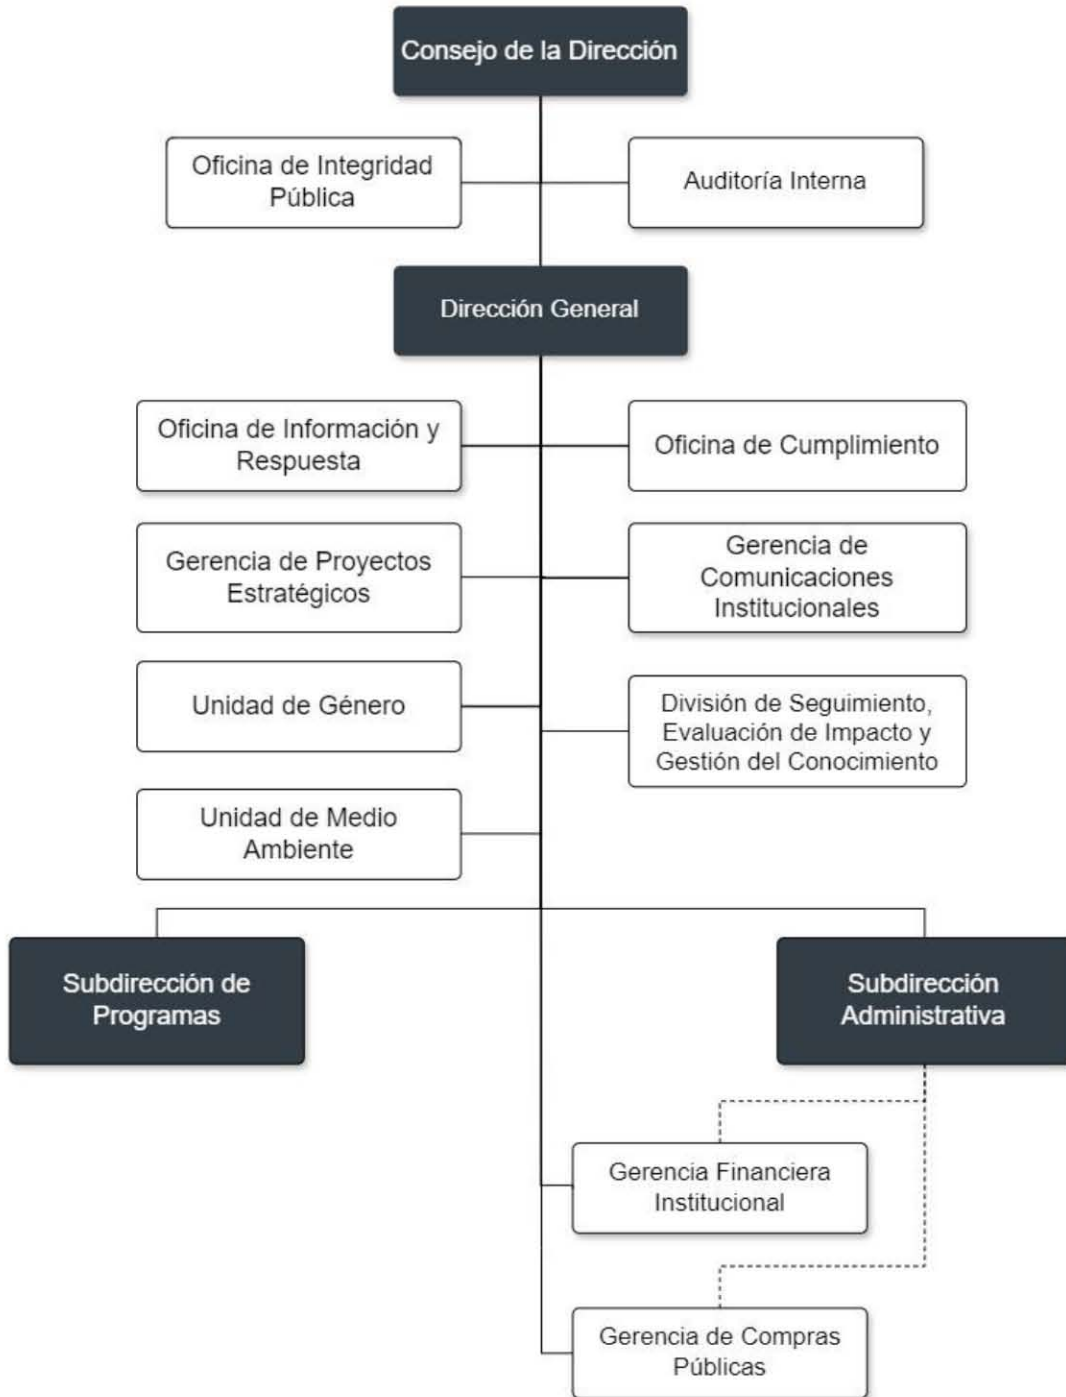 Consejo de la Dirección
Oficina de Integridad
Pública
Auditoría Interna
Dirección General
Oficina de Información y
Respuesta
Oficina de Cumplimiento
Gerencia de Proyectos
Estratégicos
Gerencia de
Comunicaciones
Institucionales
Unidad de Género
División de Seguimiento,
Evaluación de Impacto y
Gestión del Conocimiento
Unidad de Medio
Ambiente
Subdirección de
Programas
Subdirección
Administrativa
Gerencia Financiera
Institucional
Gerencia de Compras
Públicas